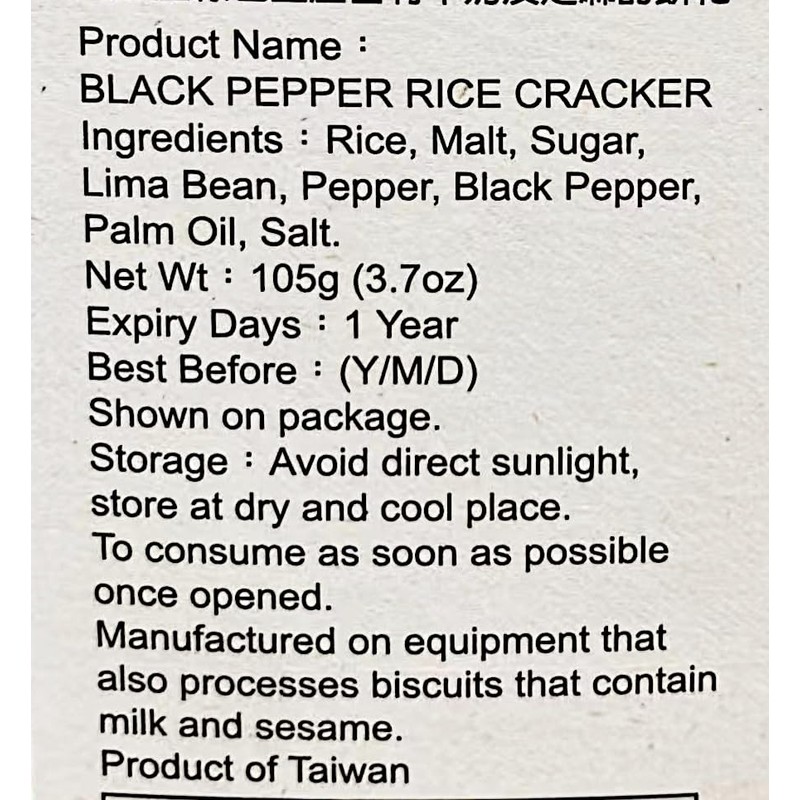 Product Name：
BLACK PEPPER RICE CRACKER
Ingredients：Rice, Malt, Sugar,
Lima Bean, Pepper, Black Pepper,
Palm Oil, Salt.
Net Wt：105g (3.7oz)
Expiry Days：1 Year
Best Before：(Y/M/D)
Shown on package.
Storage：Avoid direct sunlight,
store at dry and cool place.
To consume as soon as possible
once opened.
Manufactured on equipment that
also processes biscuits that contain
milk and sesame.
Product of Taiwan